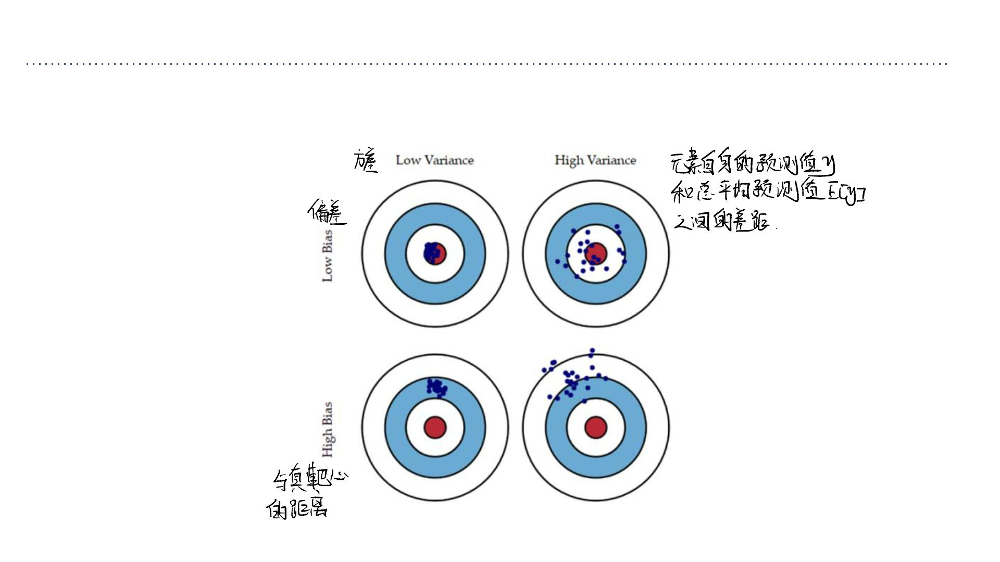 方差
Low Variance
High Variance
元素自身的预测值y
和总平均预测值E[y]
之间的差距.
偏差
Low Bias
High Bias
与真靶心
的距离